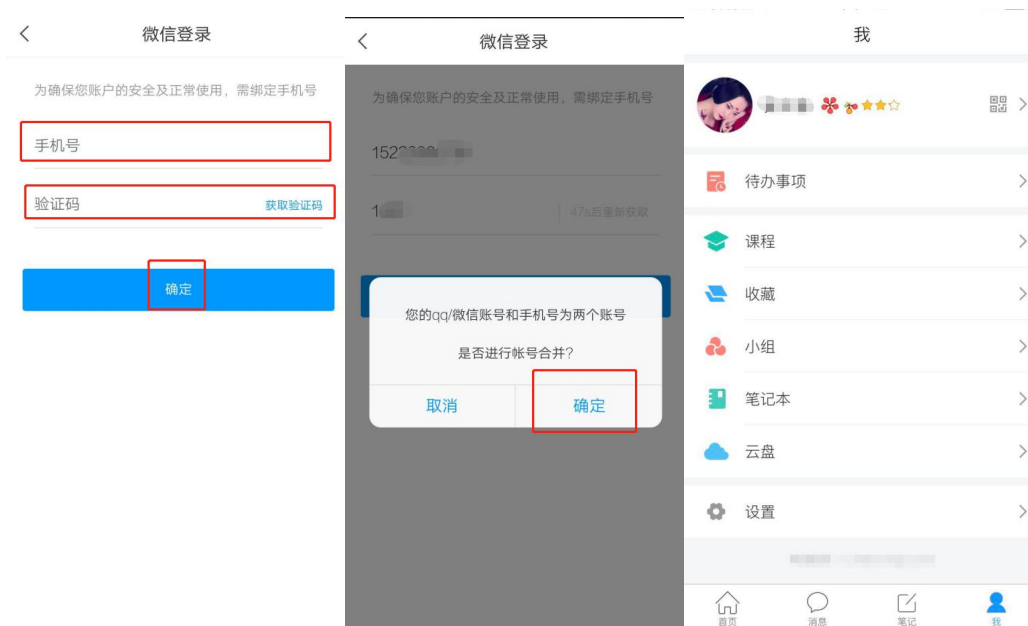 微信登录
为确保您账户的安全及正常使用，需绑定手机号
手机号
验证码 获取验证码
确定
微信登录
为确保您账户的安全及正常使用，需绑定手机号
152
1 47s后重新获取
您的qq/微信账号和手机号为两个账号
是否进行帐号合并?
取消 确定
我
待办事项
课程
收藏
小组
笔记本
云盘
设置
首页 消息 笔记 我